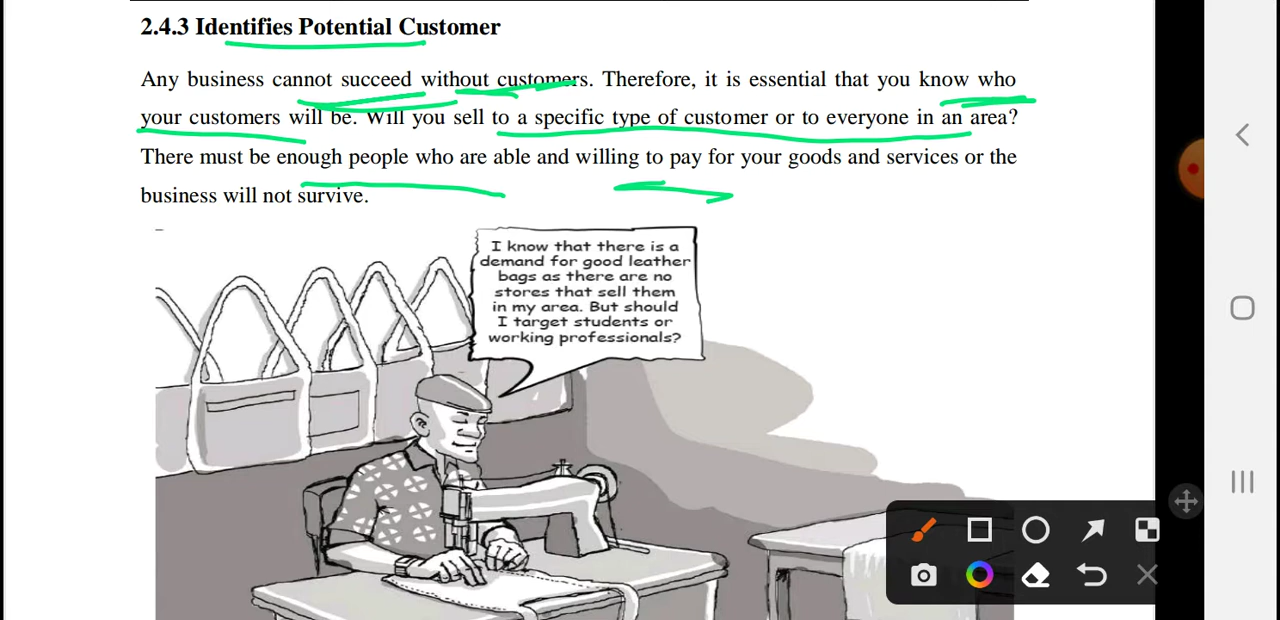 2.4.3 Identifies Potential Customer
Any business cannot succeed without customers. Therefore, it is essential that you know who
your customers will be. Will you sell to a specific type of customer or to everyone in an area?
There must be enough people who are able and willing to pay for your goods and services or the
business will not survive.
I know that there is a
demand for good leather
bags as there are no
stores that sell them
in my area. But should
I target students or
working professionals?